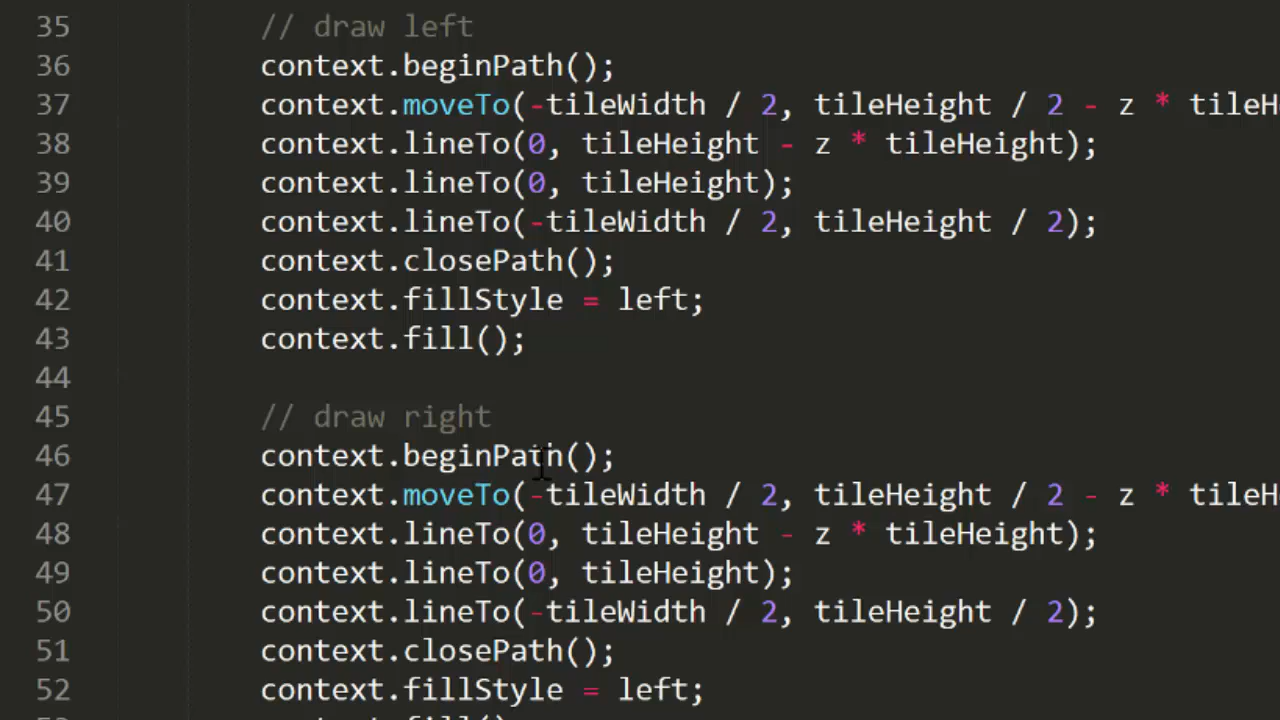 35 // draw left
36 context.beginPath();
37 context.moveTo(-tileWidth / 2, tileHeight / 2 - z * tileH
38 context.lineTo(0, tileHeight - z * tileHeight);
39 context.lineTo(0, tileHeight);
40 context.lineTo(-tileWidth / 2, tileHeight / 2);
41 context.closePath();
42 context.fillStyle = left;
43 context.fill();
44
45 // draw right
46 context.beginPath();
47 context.moveTo(-tileWidth / 2, tileHeight / 2 - z * tileH
48 context.lineTo(0, tileHeight - z * tileHeight);
49 context.lineTo(0, tileHeight);
50 context.lineTo(-tileWidth / 2, tileHeight / 2);
51 context.closePath();
52 context.fillStyle = left;